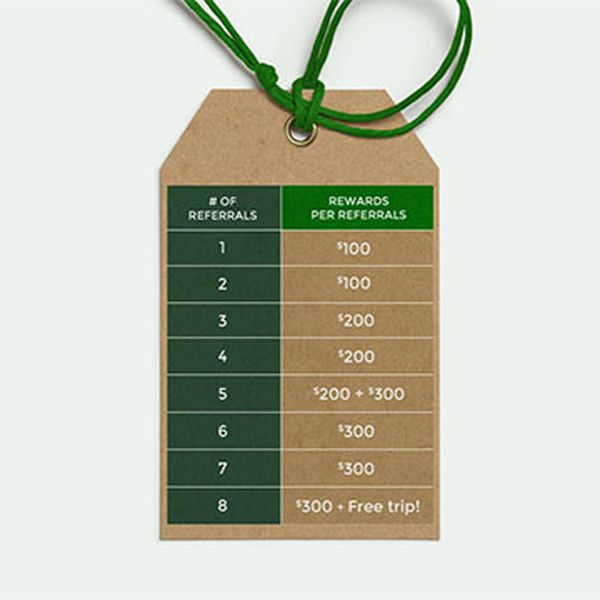 # OF REFERRALS REWARDS PER REFERRALS
1 $100
2 $100
3 $200
4 $200
5 $200 + $300
6 $300
7 $300
8 $300 + Free trip!